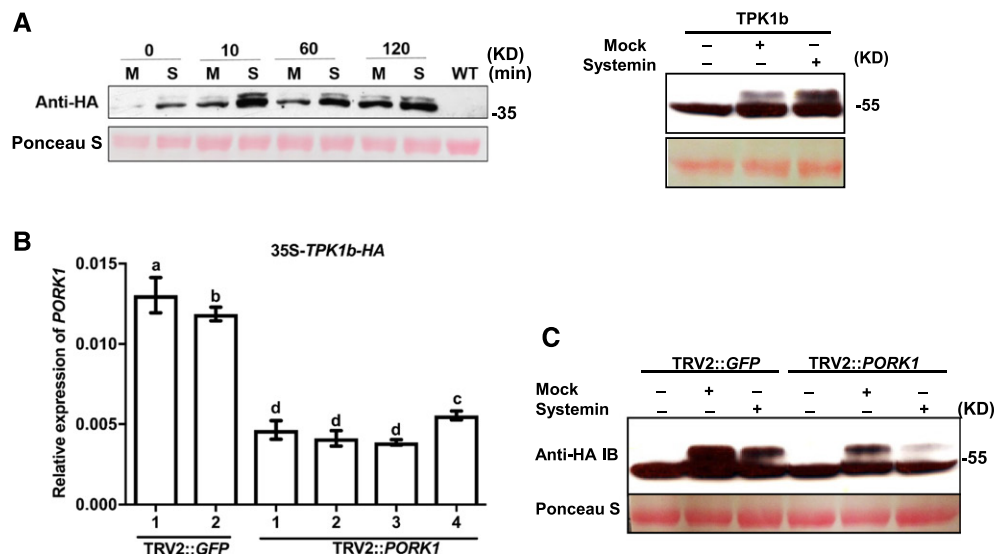 A
0 10 60 120 (KD)
M S M S M S M S WT (min)
Anti-HA
-35
Ponceau S
TPK1b
Mock – + –
Systemin – – + (KD)
-55
B
35S-TPK1b-HA
Relative expression of PORK1
0.015
0.010
0.005
0.000
a b d d d c
1 2 1 2 3 4
TRV2::GFP TRV2::PORK1
C
TRV2::GFP TRV2::PORK1
Mock – + – – + –
Systemin – – + – – + (KD)
Anti-HA IB
-55
Ponceau S